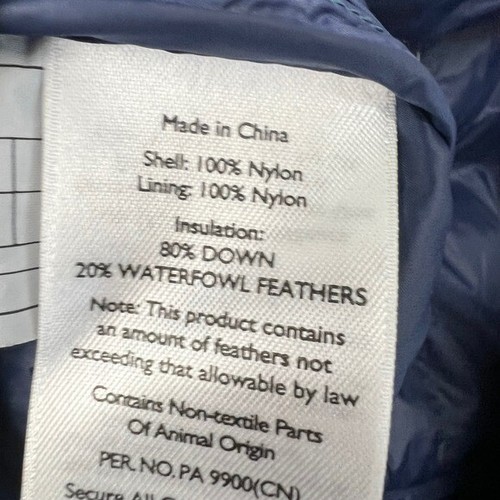 Made in China
Shell: 100% Nylon
Lining: 100% Nylon
Insulation:
80% DOWN
20% WATERFOWL FEATHERS
Note: This product contains
an amount of feathers not
exceeding that allowable by law
Contains Non-textile Parts
Of Animal Origin
PER. NO. PA 9900(CN)
Secure All